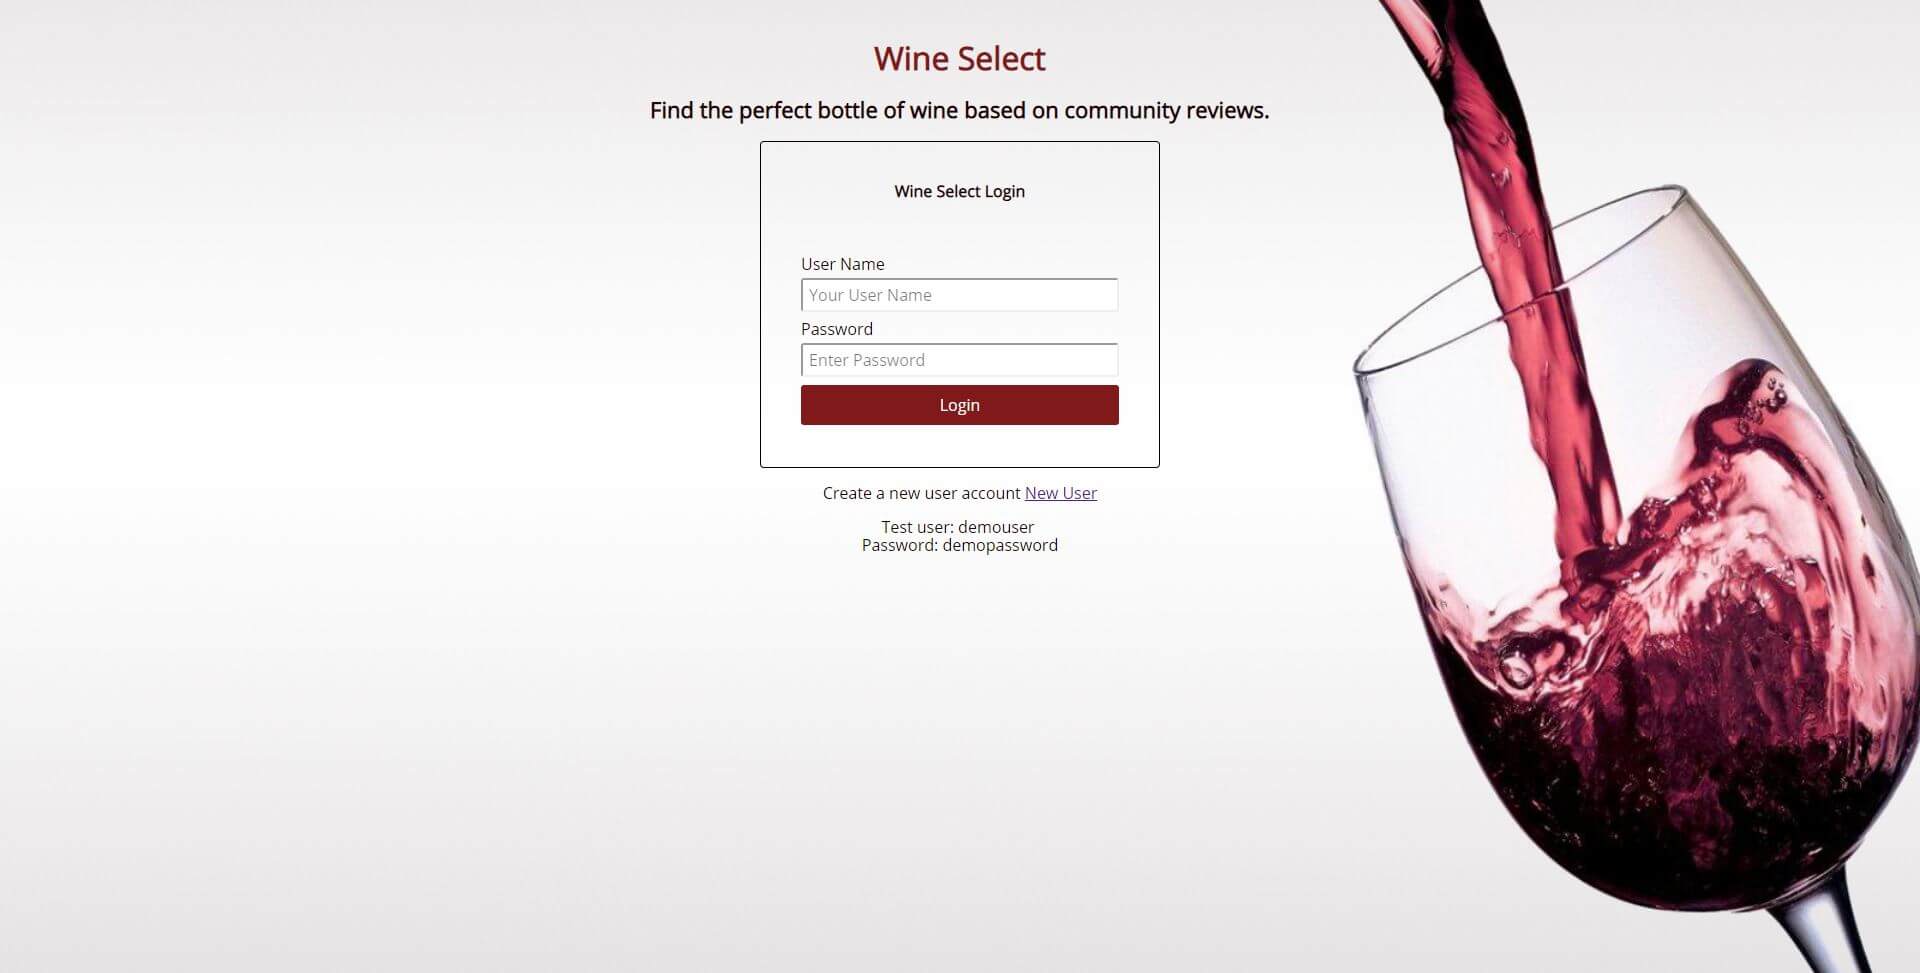 Wine Select
Find the perfect bottle of wine based on community reviews.
Wine Select Login
User Name
Your User Name
Password
Enter Password
Login
Create a new user account New User
Test user: demouser
Password: demopassword